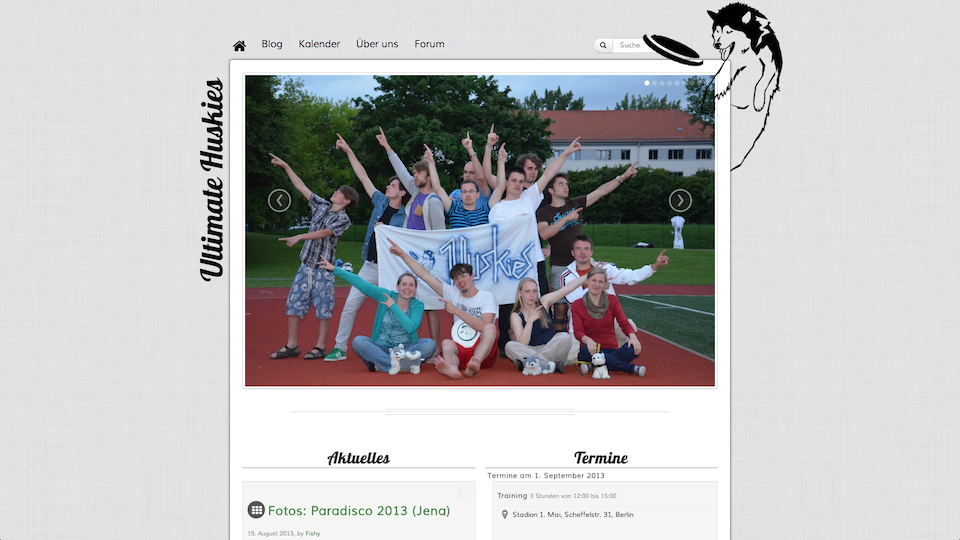 Blog Kalender Über uns Forum Suche
Ultimate Huskies
Huskies
Aktuelles
Termine
Termine am 1. September 2013
Fotos: Paradisco 2013 (Jena)
19. August 2013, by Fishy
Training 3 Stunden von 12:00 bis 15:00
Stadion 1. Mai, Scheffelstr. 31, Berlin